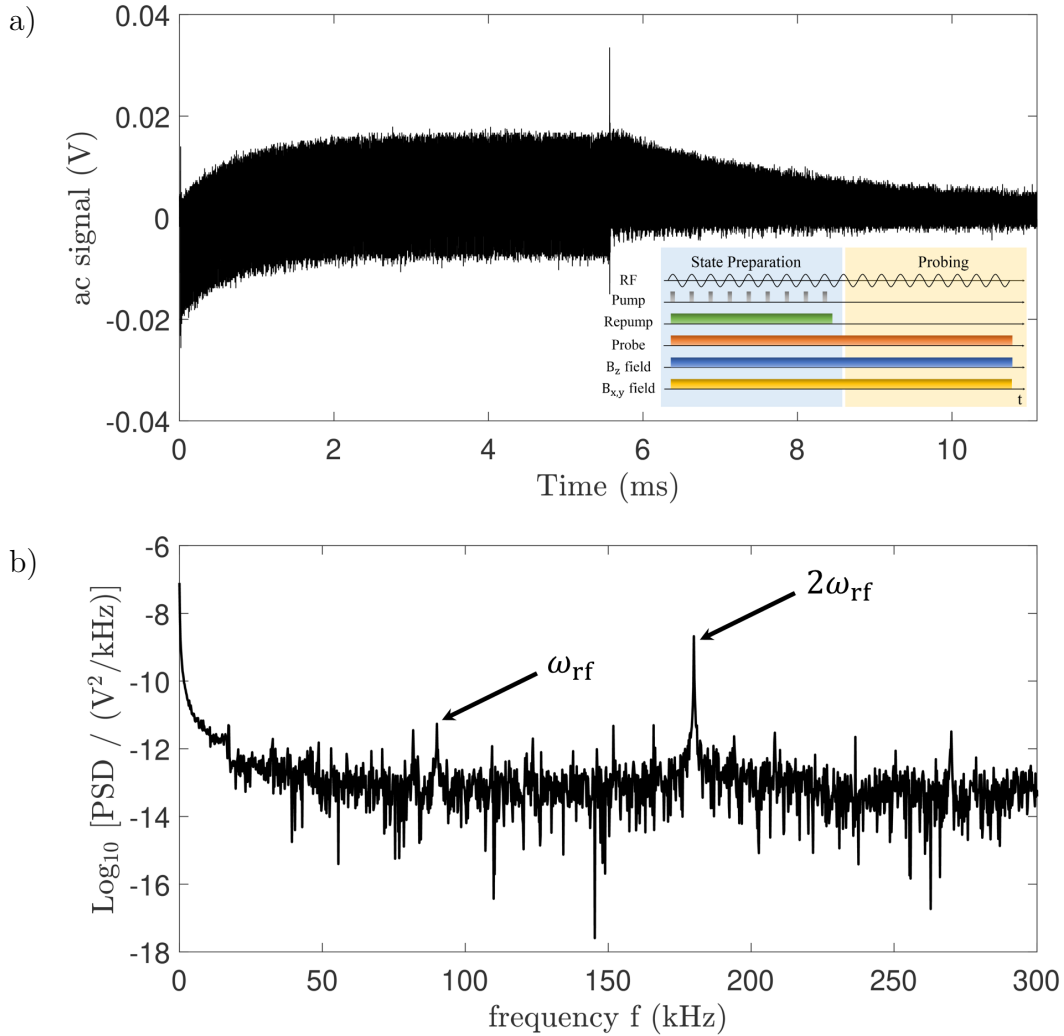 a)
ac signal (V)
0.04
0.02
0
-0.02
-0.04
0 2 4 6 8 10
Time (ms)
State Preparation Probing
RF
Pump
Repump
Probe
B_z field
B_{x,y} field
t
b)
Log₁₀ [PSD / (V²/kHz)]
-6
-8
-10
-12
-14
-16
-18
ω_rf
2ω_rf
0 50 100 150 200 250 300
frequency f (kHz)